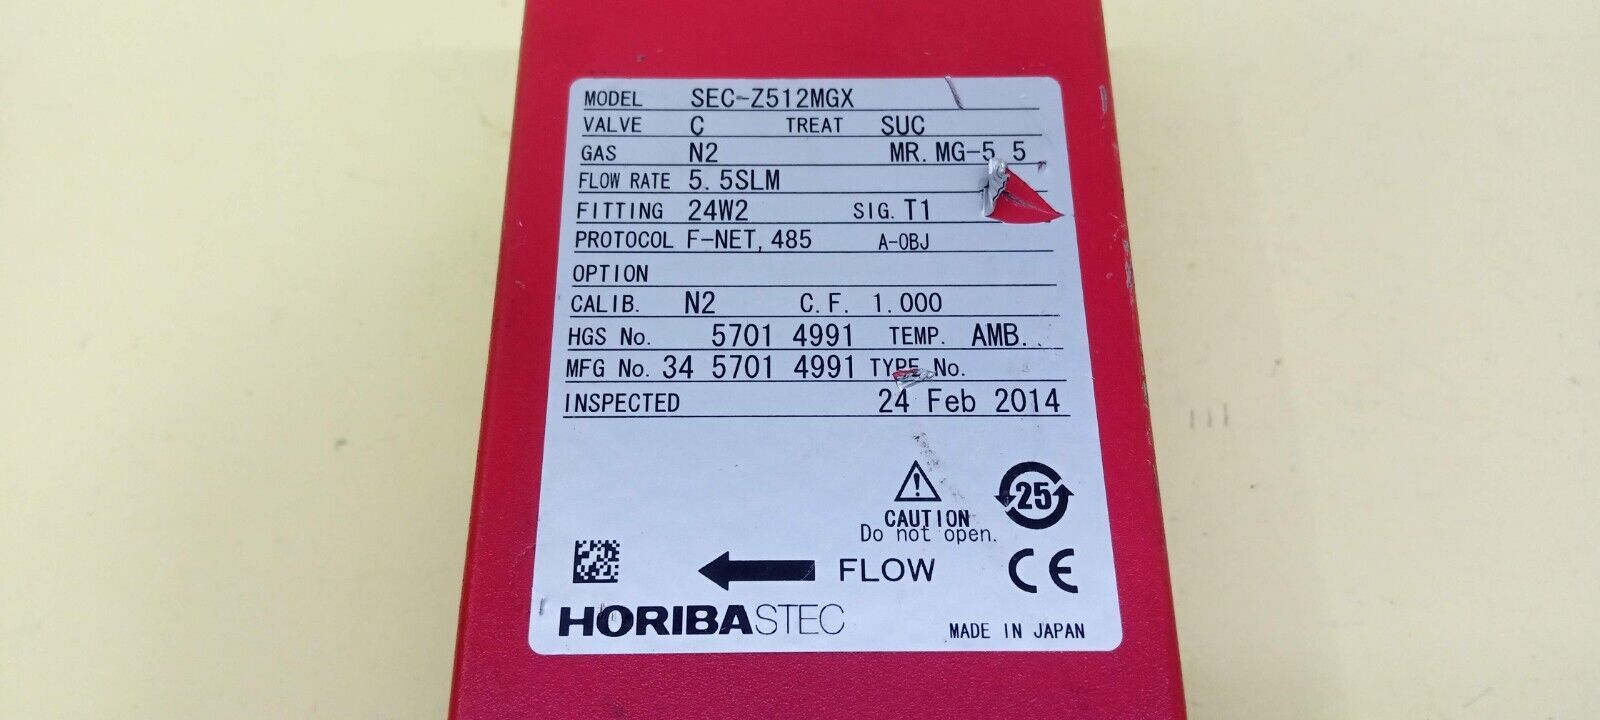 MODEL SEC-Z512MGX
VALVE C TREAT SUC
GAS N2 MR. MG-5 5
FLOW RATE 5.5SLM
FITTING 24W2 SIG. T1
PROTOCOL F-NET, 485 A-OBJ
OPTION
CALIB. N2 C.F. 1.000
HGS No. 5701 4991 TEMP. AMB.
MFG No. 34 5701 4991 TYPE No.
INSPECTED 24 Feb 2014
25
CAUTION
Do not open.
FLOW
CE
HORIBASTEC
MADE IN JAPAN